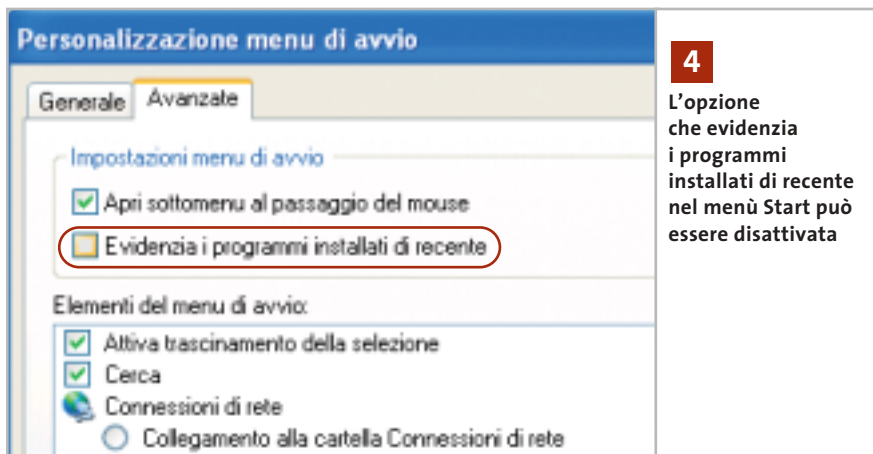 Personalizzazione menu di avvio
Generale
Avanzate
Impostazioni menu di avvio
Apri sottomenu al passaggio del mouse
Evidenzia i programmi installati di recente
Elementi del menu di avvio:
Attiva trascinamento della selezione
Cerca
Connessioni di rete
Collegamento alla cartella Connessioni di rete
4
L'opzione
che evidenzia
i programmi
installati di recente
nel menù Start può
essere disattivata